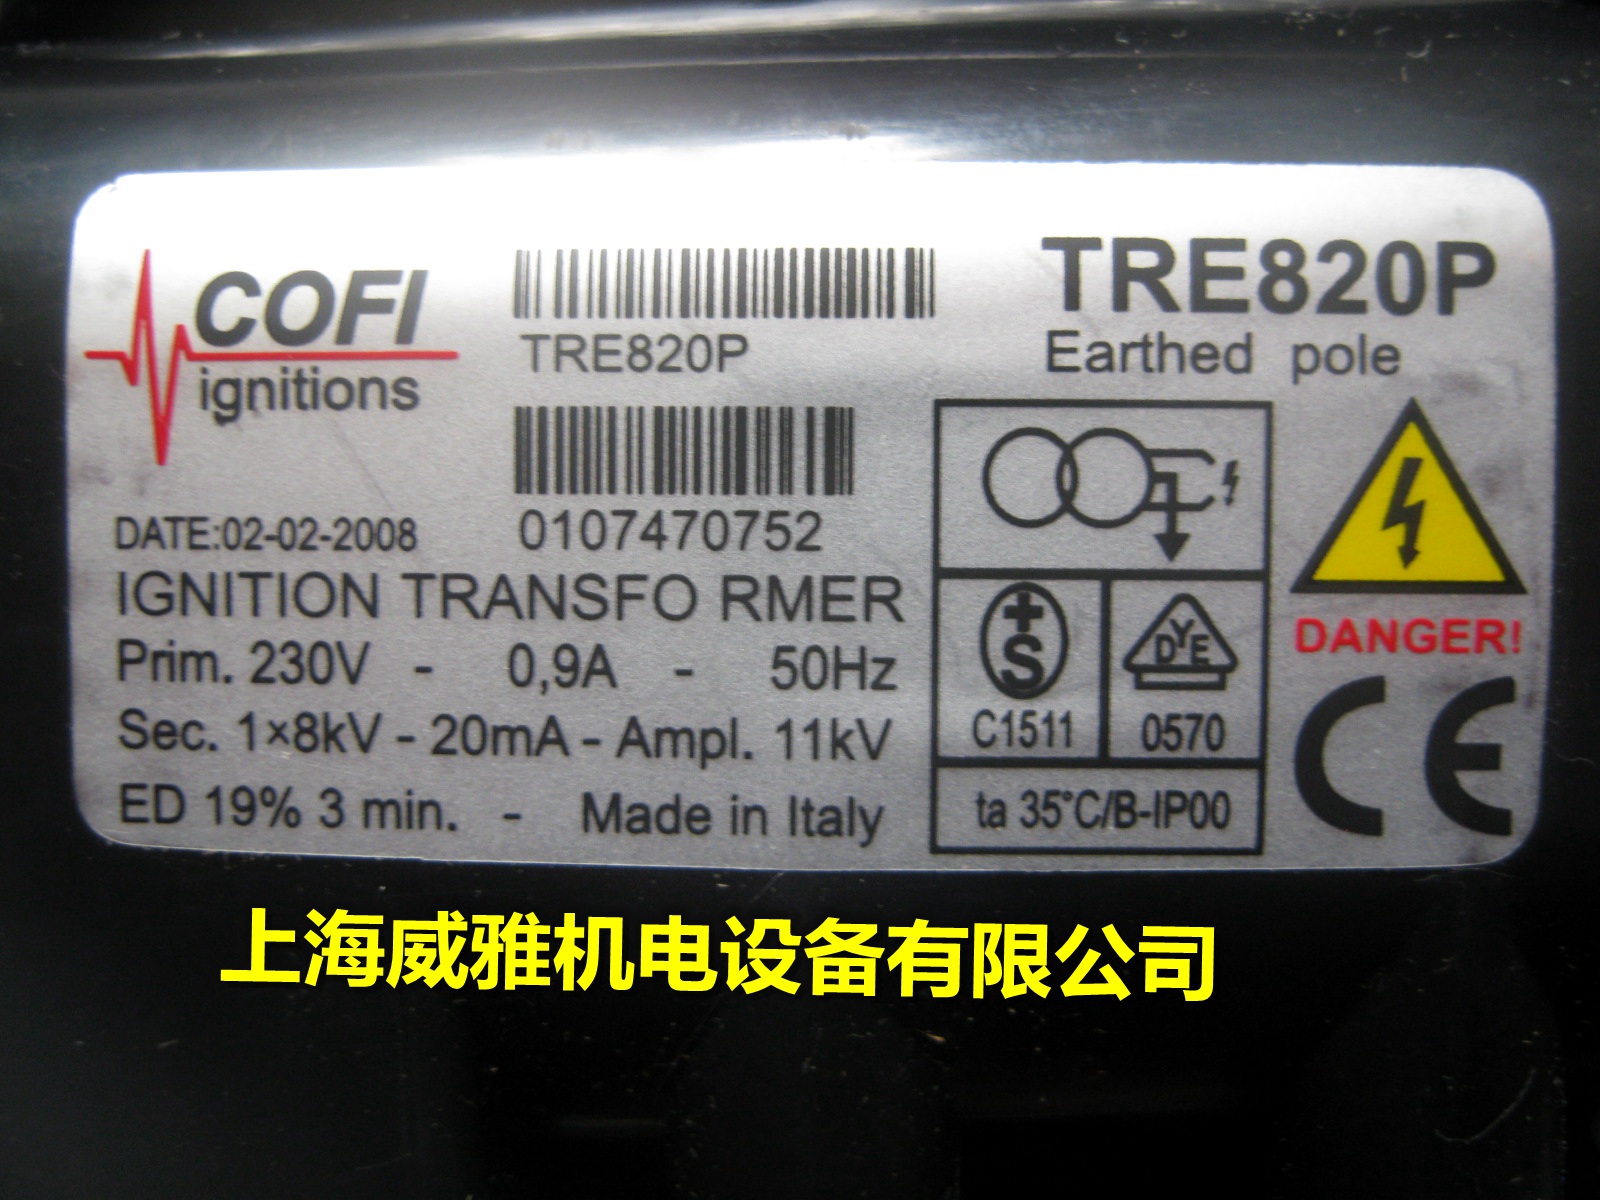 COFI
ignitions
TRE820P
0107470752
DATE:02-02-2008
IGNITION TRANSFO RMER
Prim. 230V - 0,9A - 50Hz
Sec. 1×8kV - 20mA - Ampl. 11kV
ED 19% 3 min. - Made in Italy
TRE820P
Earthed pole
+
S
C1511
DYE
0570
ta 35°C/B-IP00
DANGER!
CE
上海威雅机电设备有限公司